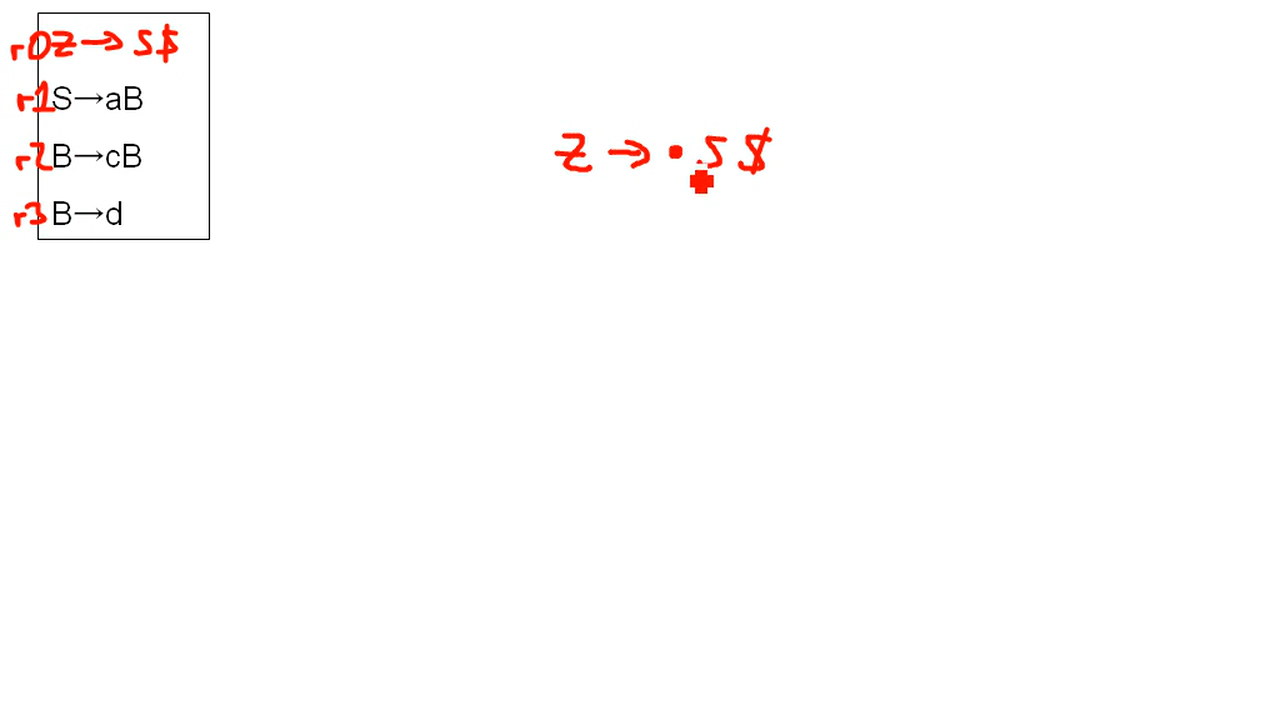 r0 Z→S$
r1 S→aB
r2 B→cB
r3 B→d
Z→•S$